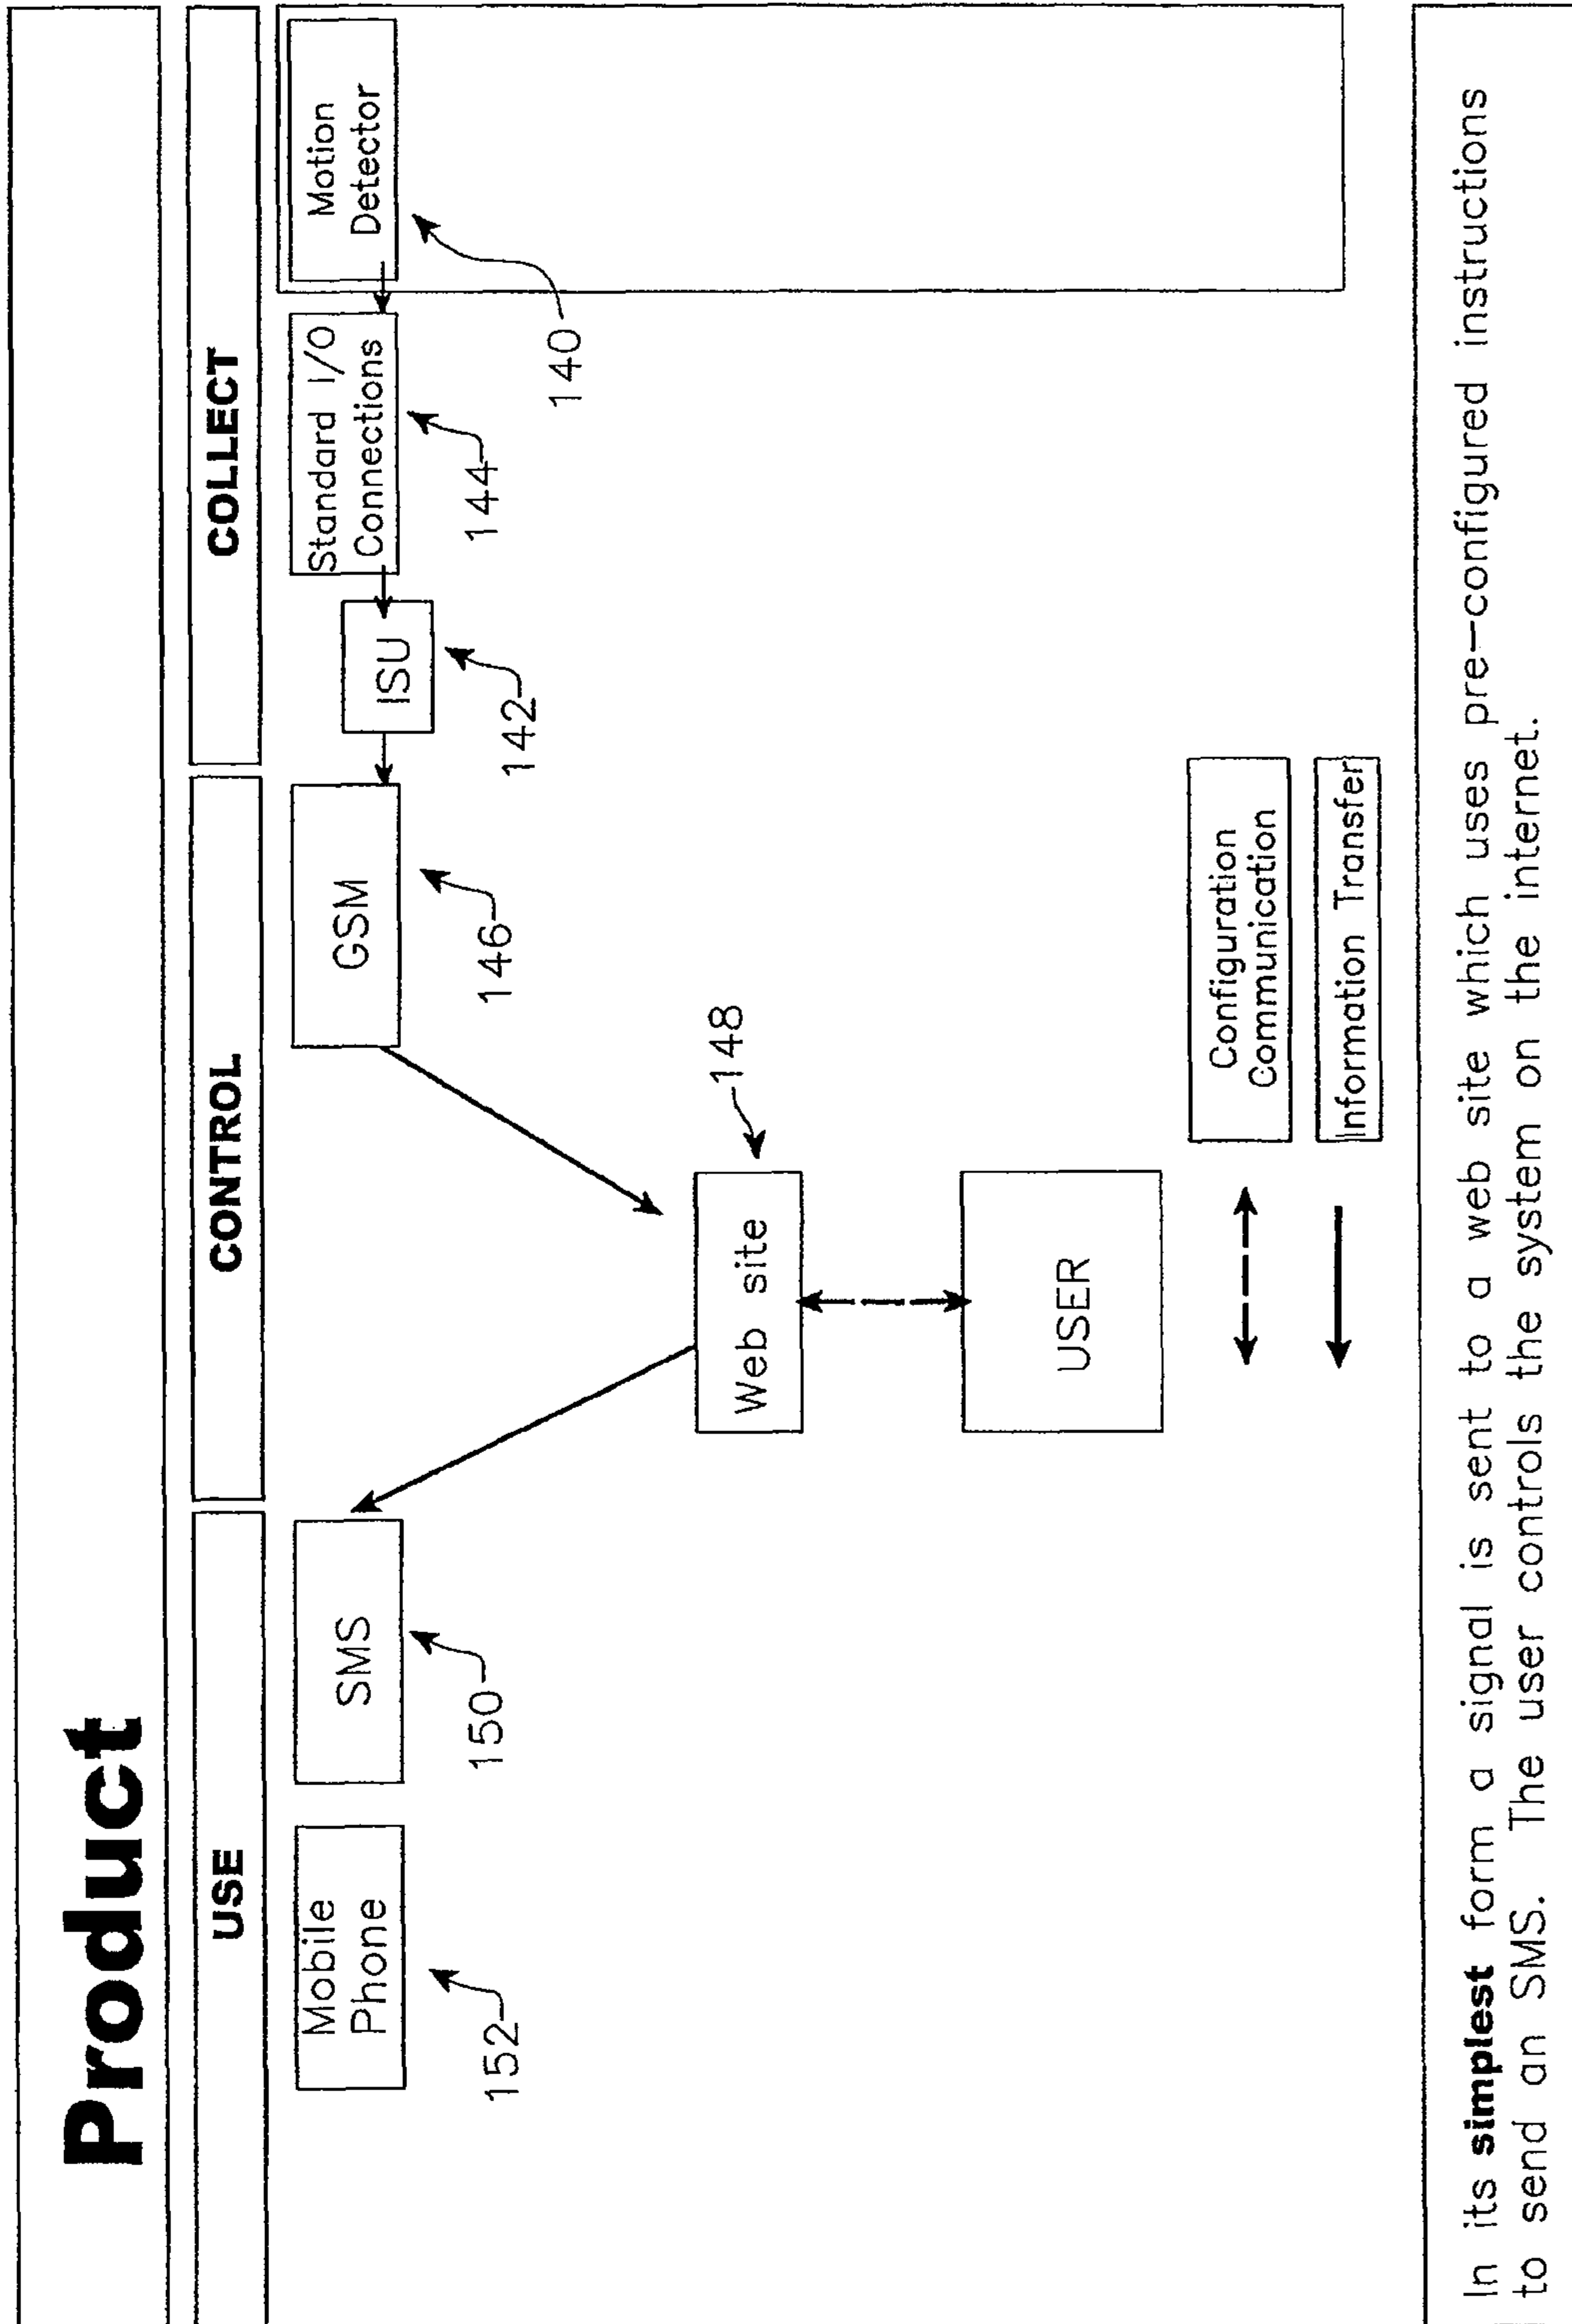 Product
USE
CONTROL
COLLECT
Mobile
Phone
152
SMS
150
GSM
146
ISU
142
Standard I/O
Connections
144
Motion
Detector
140
Web site
148
USER
Configuration
Communication
Information Transfer
In its simplest form a signal is sent to a web site which uses pre-configured instructions
to send an SMS. The user controls the system on the internet.